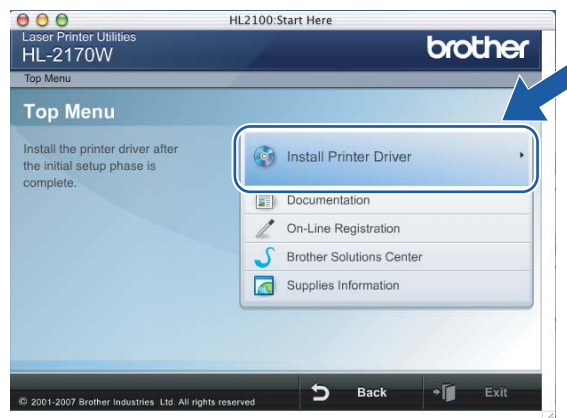 HL2100:Start Here
Laser Printer Utilities
HL-2170W
brother
Top Menu
Top Menu
Install the printer driver after
the initial setup phase is
complete.
Install Printer Driver
Documentation
On-Line Registration
Brother Solutions Center
Supplies Information
© 2001-2007 Brother Industries Ltd. All rights reserved
Back
Exit